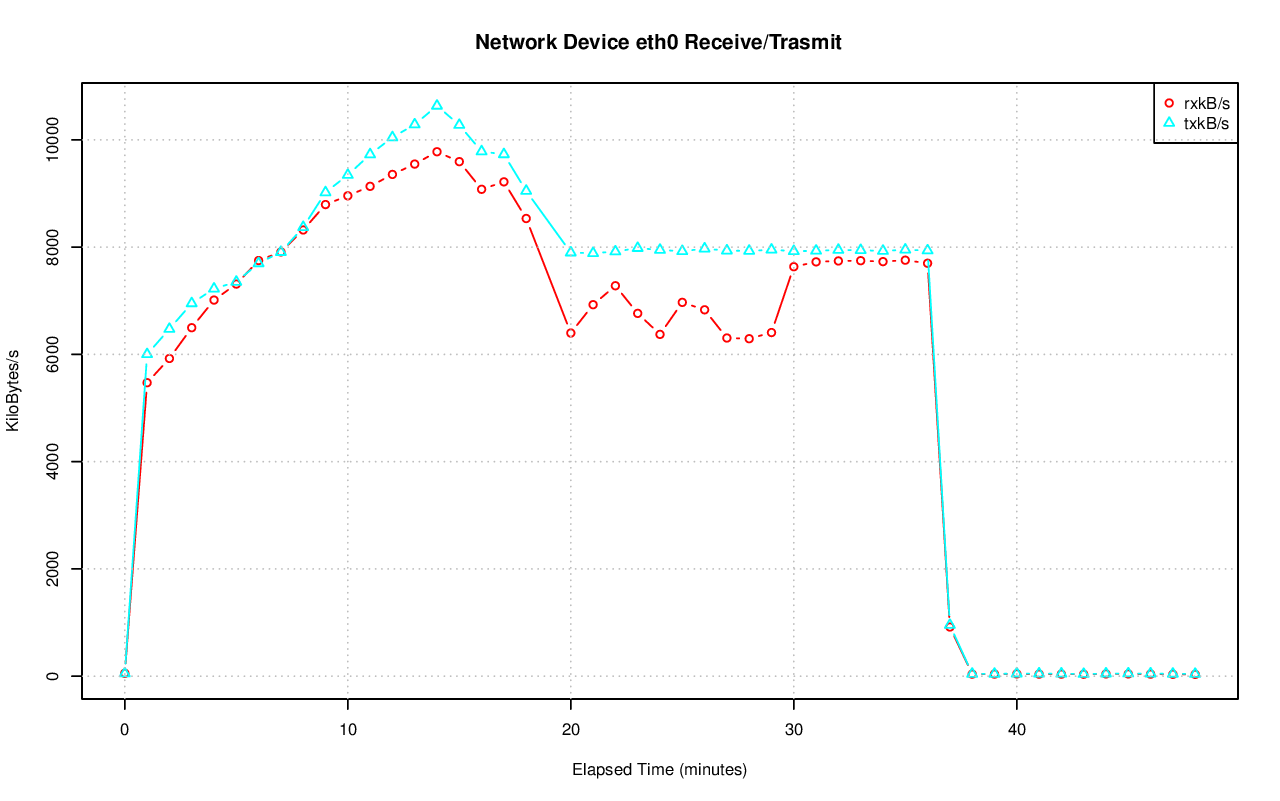 Network Device eth0 Receive/Trasmit
rxkB/s
txkB/s
KiloBytes/s
10000
8000
6000
4000
2000
0
0 10 20 30 40
Elapsed Time (minutes)